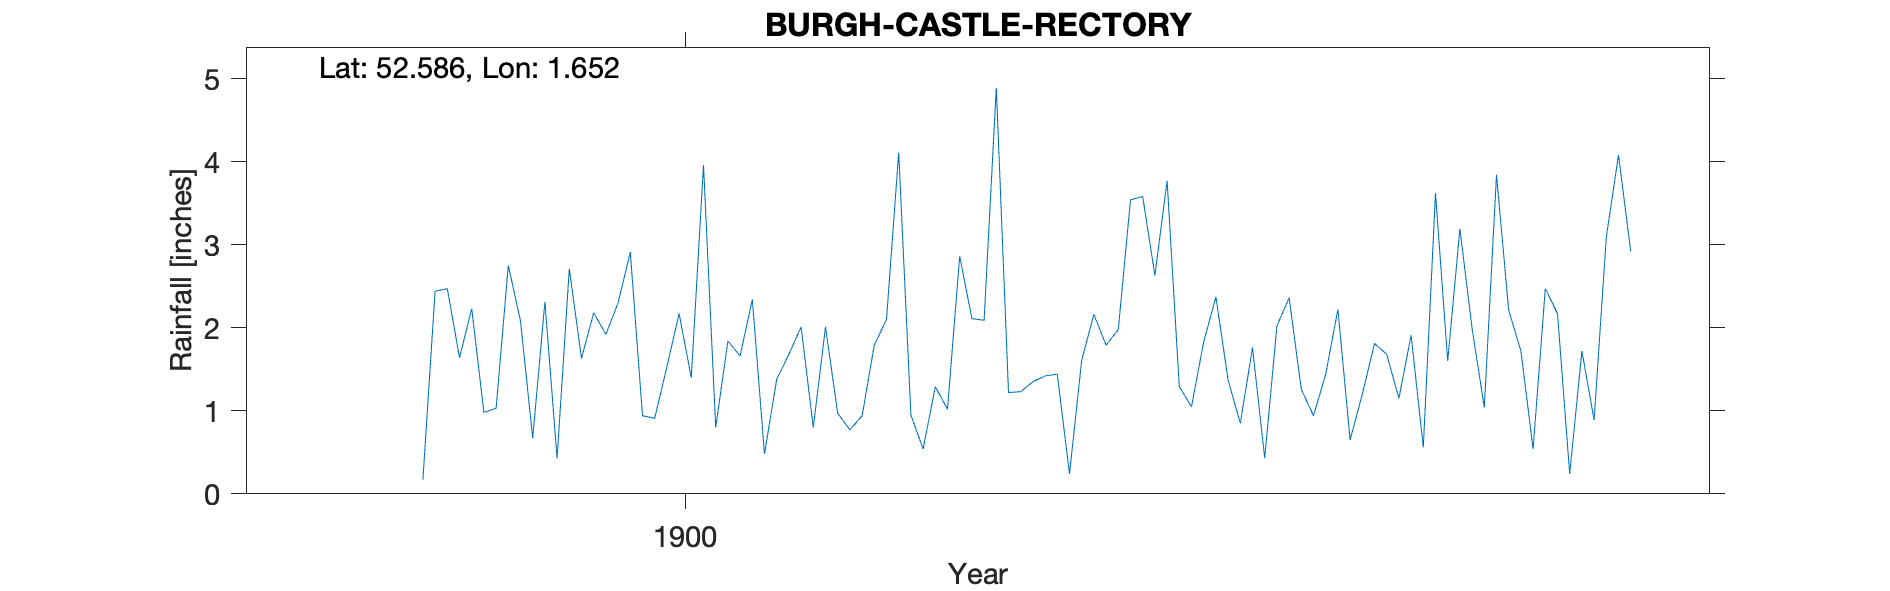 BURGH-CASTLE-RECTORY
Lat: 52.586, Lon: 1.652
5
4
3
2
1
0
Rainfall [inches]
1900
Year